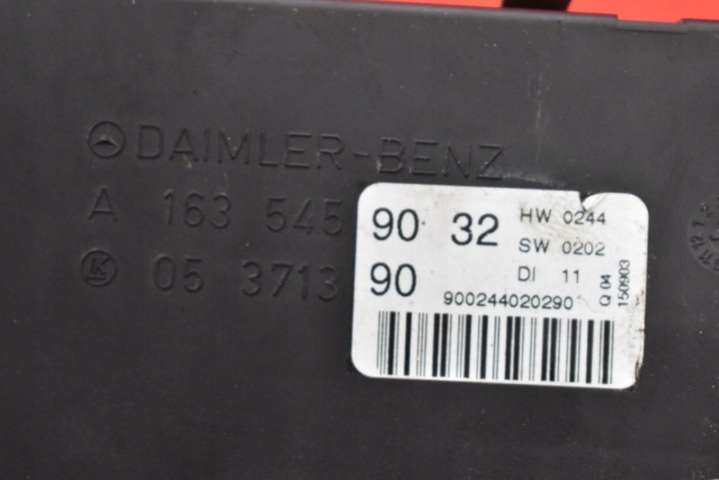 DAIMLER-BENZ
A 163 545 90 32
05 3713 90
HW 0244
SW 0202
DI 11
900244020290
Q 04
150903